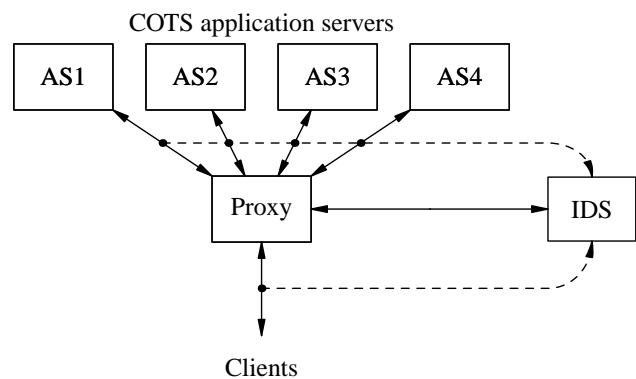 COTS application servers
AS1 AS2 AS3 AS4
Proxy IDS
Clients